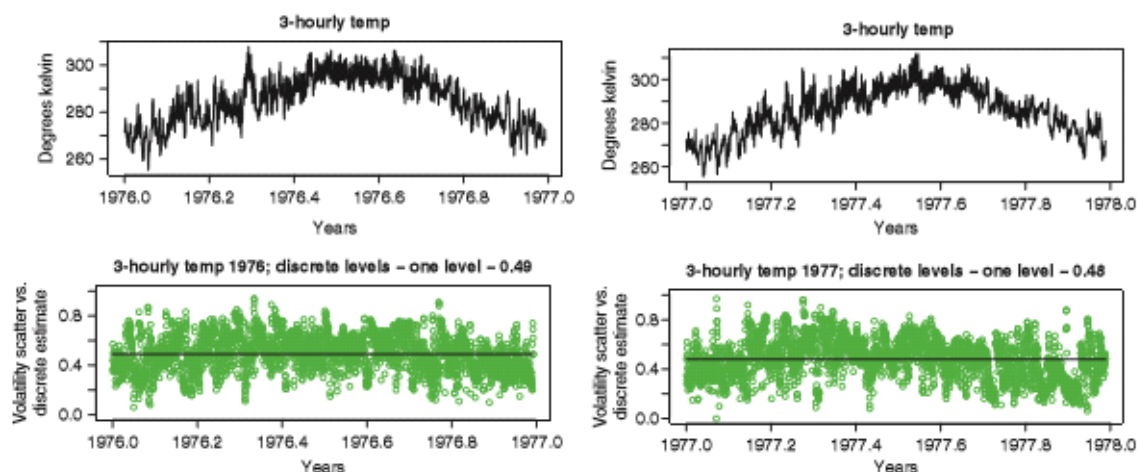 3-hourly temp
Degrees kelvin
300
280
260
1976.0 1976.2 1976.4 1976.6 1976.8 1977.0
Years
3-hourly temp
Degrees kelvin
300
280
260
1977.0 1977.2 1977.4 1977.6 1977.8 1978.0
Years
3-hourly temp 1976; discrete levels – one level – 0.49
Volatility scatter vs.
discrete estimate
0.8
0.4
0.0
1976.0 1976.2 1976.4 1976.6 1976.8 1977.0
Years
3-hourly temp 1977; discrete levels – one level – 0.48
Volatility scatter vs.
discrete estimate
0.8
0.4
0.0
1977.0 1977.2 1977.4 1977.6 1977.8 1978.0
Years